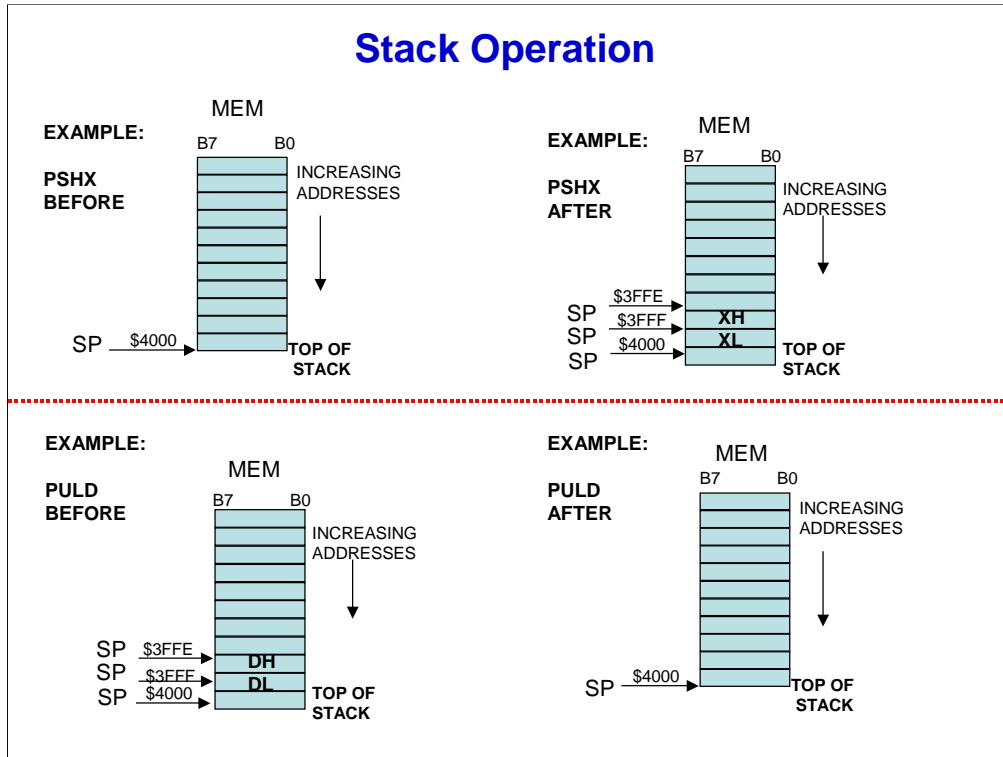 Stack Operation
MEM
EXAMPLE:
B7 B0
PSHX
BEFORE
INCREASING
ADDRESSES
SP $4000
TOP OF
STACK
MEM
EXAMPLE:
B7 B0
PSHX
AFTER
INCREASING
ADDRESSES
SP $3FFE
XH
SP $3FFF
XL
SP $4000
TOP OF
STACK
EXAMPLE:
MEM
PULD
BEFORE
B7 B0
INCREASING
ADDRESSES
SP $3FFE
DH
SP $3FFF
DL
SP $4000
TOP OF
STACK
EXAMPLE:
MEM
B7 B0
PULD
AFTER
INCREASING
ADDRESSES
SP $4000
TOP OF
STACK